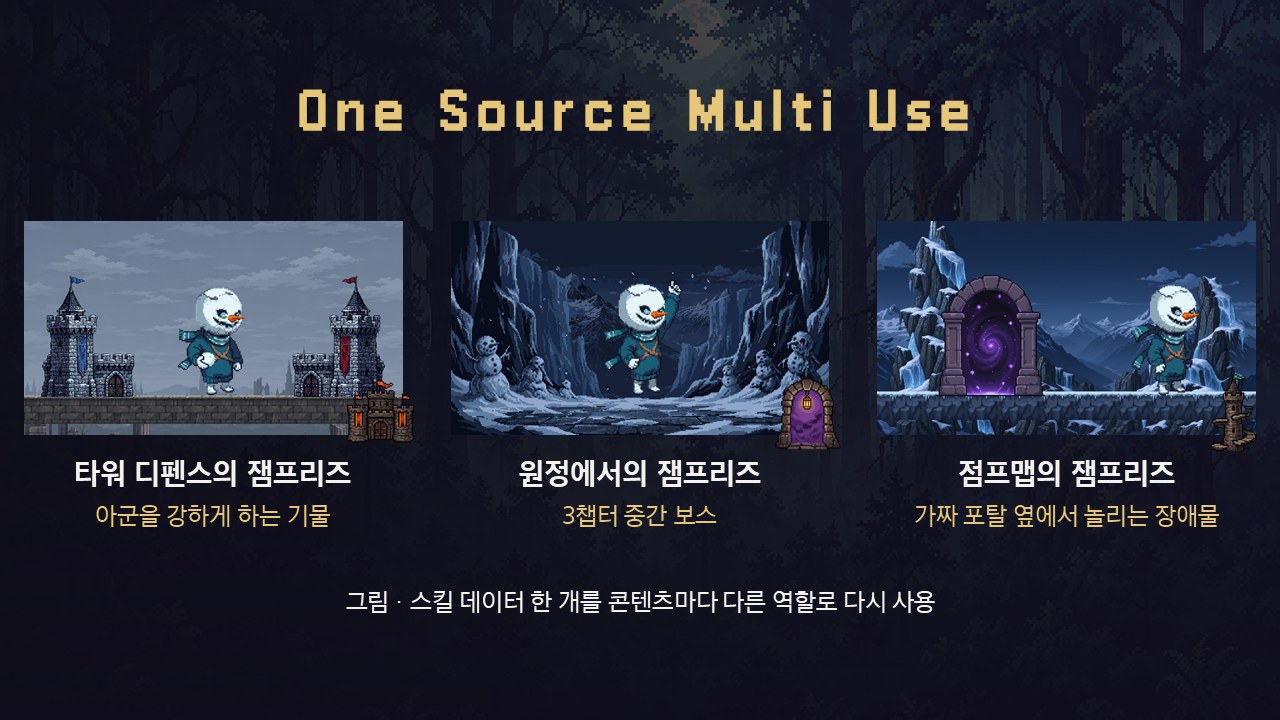 One Source Multi Use
타워 디펜스의 잼프리즈
아군을 강하게 하는 기물
원정에서의 잼프리즈
3챕터 중간 보스
점프맵의 잼프리즈
가짜 포탈 옆에서 놀리는 장애물
그림 · 스킬 데이터 한 개를 콘텐츠마다 다른 역할로 다시 사용